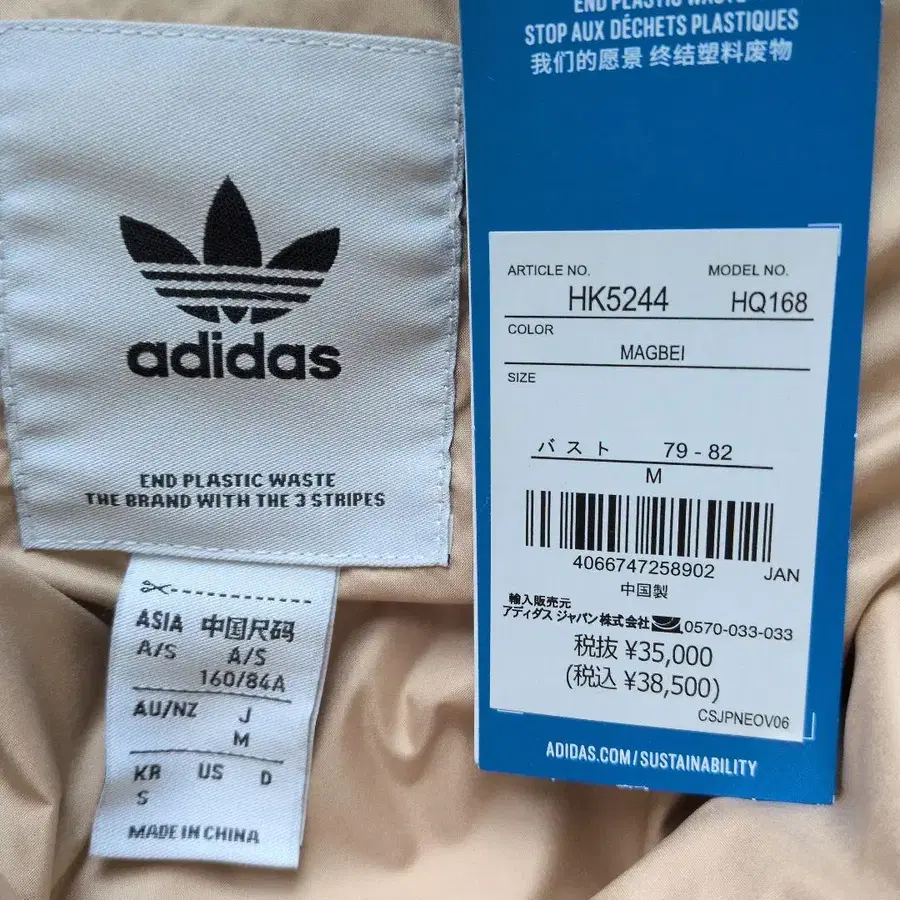 adidas
END PLASTIC WASTE
THE BRAND WITH THE 3 STRIPES
ASIA 中国尺码
A/S A/S
160/84A
AU/NZ J
M
KR US D
S
MADE IN CHINA
END PLASTIC WASTE
STOP AUX DÉCHETS PLASTIQUES
我们的愿景 终结塑料废物
ARTICLE NO. MODEL NO.
HK5244 HQ168
COLOR
MAGBEI
SIZE
バスト 79-82
M
4066747258902 JAN
中国製
輸入販売元
アディダス ジャパン株式会社 0570-033-033
税抜 ¥35,000
(税込 ¥38,500)
CSJPNEOV06
ADIDAS.COM/SUSTAINABILITY